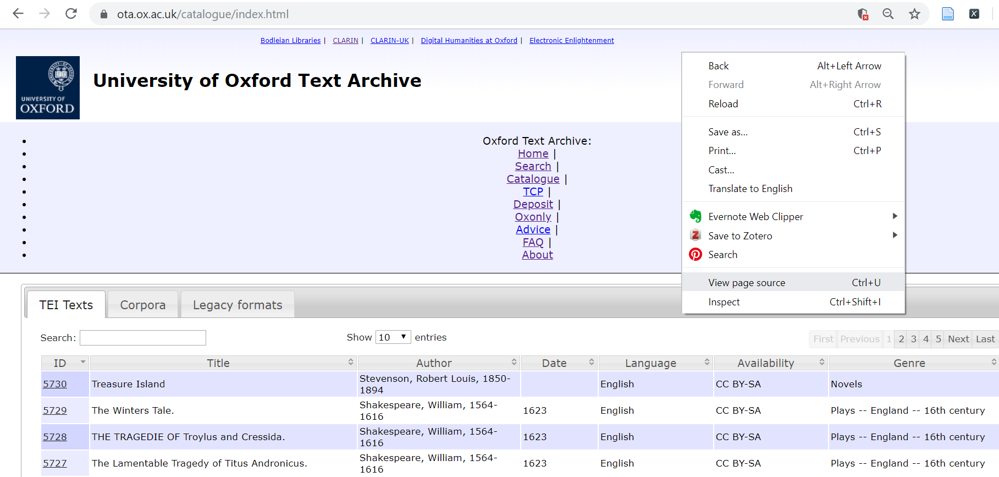 ota.ox.ac.uk/catalogue/index.html
Bodleian Libraries | CLARIN | CLARIN-UK | Digital Humanities at Oxford | Electronic Enlightenment
UNIVERSITY OF
OXFORD
University of Oxford Text Archive
Oxford Text Archive:
Home |
Search |
Catalogue |
TCP |
Deposit |
Oxonly |
Advice |
FAQ |
About
Back Alt+Left Arrow
Forward Alt+Right Arrow
Reload Ctrl+R
Save as... Ctrl+S
Print... Ctrl+P
Cast...
Translate to English
Evernote Web Clipper
Save to Zotero
Search
View page source Ctrl+U
Inspect Ctrl+Shift+I
TEI Texts Corpora Legacy formats
Search: Show 10 entries First Previous 1 2 3 4 5 Next Last
ID Title Author Date Language Availability Genre
5730 Treasure Island Stevenson, Robert Louis, 1850-
1894 English CC BY-SA Novels
5729 The Winters Tale. Shakespeare, William, 1564-
1616 1623 English CC BY-SA Plays -- England -- 16th century
5728 THE TRAGEDIE OF Troylus and Cressida. Shakespeare, William, 1564-
1616 1623 English CC BY-SA Plays -- England -- 16th century
5727 The Lamentable Tragedy of Titus Andronicus. Shakespeare, William, 1564-
1616 1623 English CC BY-SA Plays -- England -- 16th century